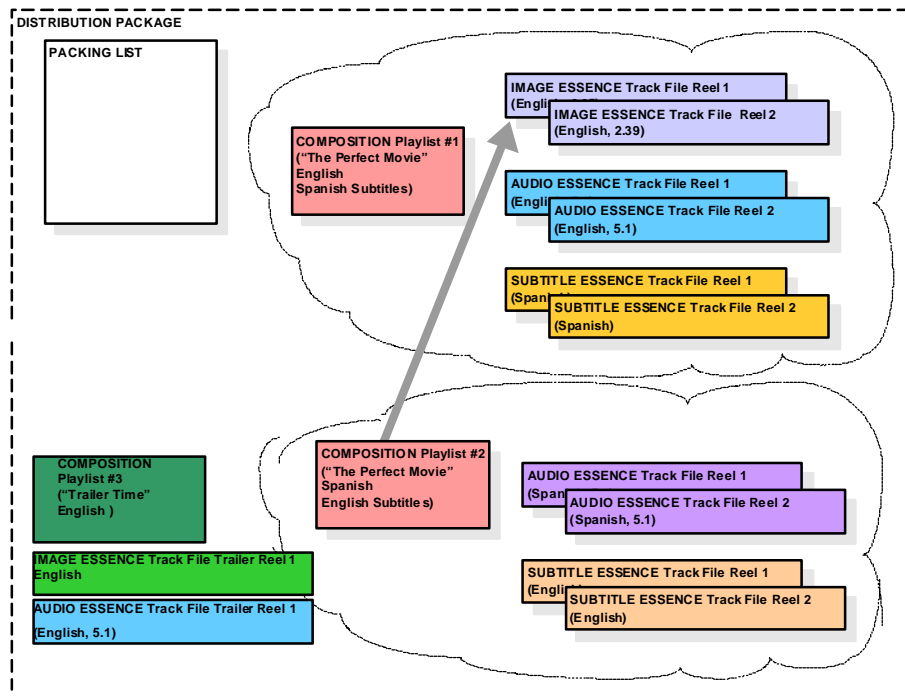 DISTRIBUTION PACKAGE
PACKING LIST
IMAGE ESSENCE Track File Reel 1
(English
IMAGE ESSENCE Track File Reel 2
(English, 2.39)
COMPOSITION Playlist #1
(“The Perfect Movie”
English
Spanish Subtitles)
AUDIO ESSENCE Track File Reel 1
AUDIO ESSENCE Track File Reel 2
(English, 5.1)
SUBTITLE ESSENCE Track File Reel 1
SUBTITLE ESSENCE Track File Reel 2
(Spanish)
COMPOSITION Playlist #2
(“The Perfect Movie”
Spanish
English Subtitles)
AUDIO ESSENCE Track File Reel 1
AUDIO ESSENCE Track File Reel 2
(Spanish, 5.1)
SUBTITLE ESSENCE Track File Reel 1
SUBTITLE ESSENCE Track File Reel 2
(English)
COMPOSITION
Playlist #3
(“Trailer Time”
English )
IMAGE ESSENCE Track File Trailer Reel 1
English
AUDIO ESSENCE Track File Trailer Reel 1
(English, 5.1)